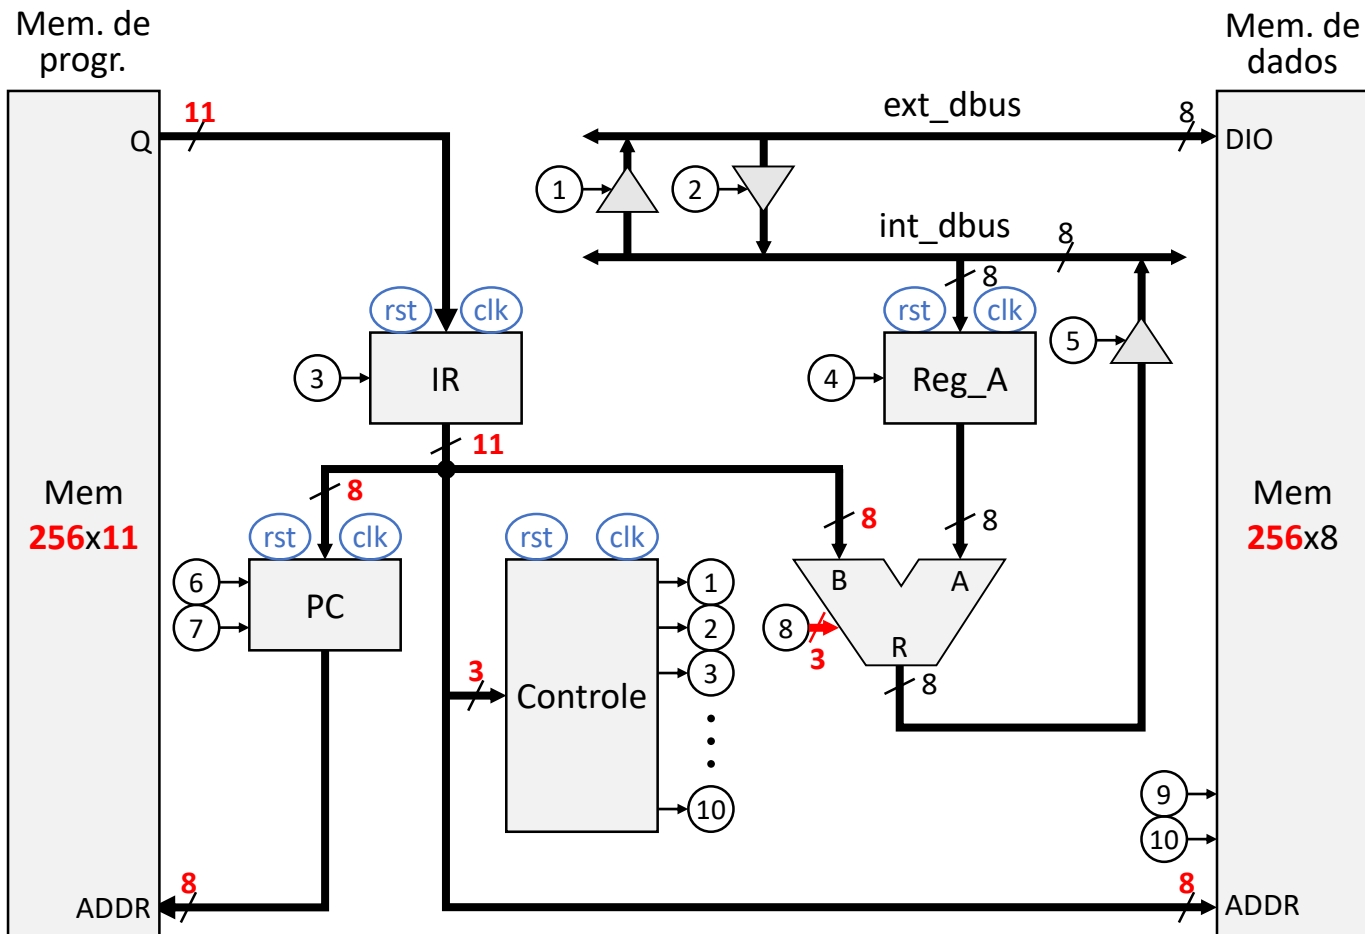 Mem. de
progr.
Mem. de
dados
11
ext_dbus
8
Q
DIO
1
2
int_dbus
8
8
rst
clk
rst
clk
5
3
IR
4
Reg_A
11
8
8
8
Mem
256x11
Mem
256x8
rst
clk
rst
clk
6
7
PC
1
2
3
10
B
A
8
3
R
8
3
Controle
9
10
8
ADDR
8
ADDR